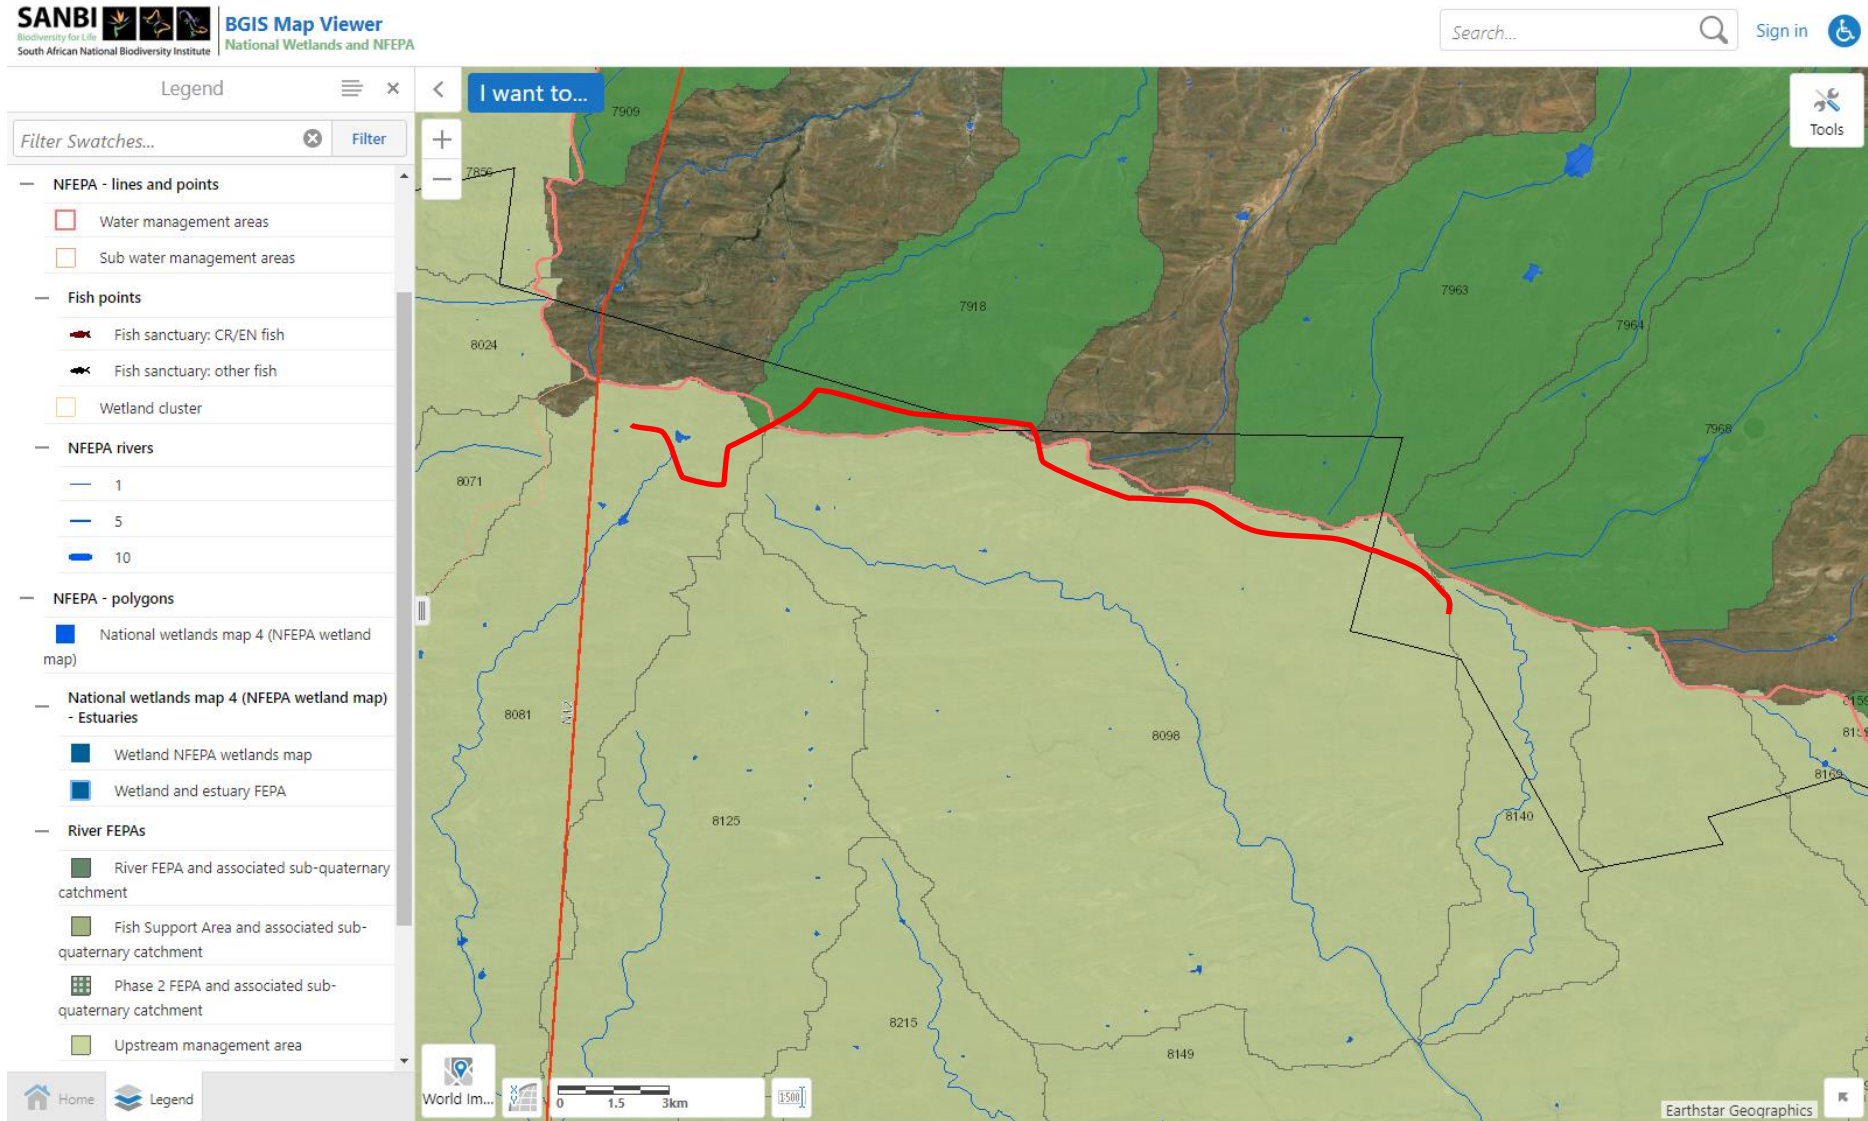 SANBI
Biodiversity for Life
South African National Biodiversity Institute
BGIS Map Viewer
National Wetlands and NFEPA
Search...
Sign in
Legend
I want to...
Tools
Filter Swatches...
Filter
NFEPA - lines and points
Water management areas
Sub water management areas
Fish points
Fish sanctuary: CR/EN fish
Fish sanctuary: other fish
Wetland cluster
NFEPA rivers
1
5
10
NFEPA - polygons
National wetlands map 4 (NFEPA wetland
map)
National wetlands map 4 (NFEPA wetland map)
- Estuaries
Wetland NFEPA wetlands map
Wetland and estuary FEPA
River FEPAs
River FEPA and associated sub-quaternary
catchment
Fish Support Area and associated sub-
quaternary catchment
Phase 2 FEPA and associated sub-
quaternary catchment
Upstream management area
Home
Legend
7909
7856
7918
7963
7964
8024
7968
8071
8081
N12
8098
8125
8140
8169
8215
8149
World Im...
0 1.5 3km
1:500
Earthstar Geographics